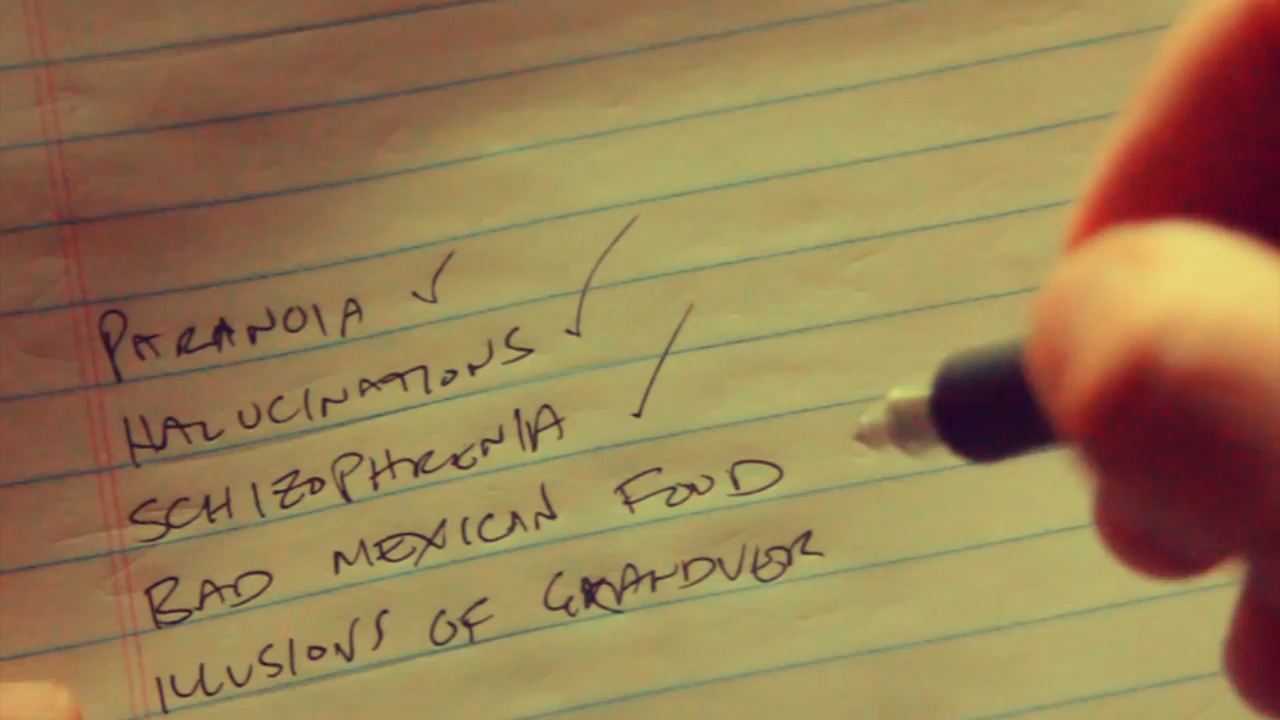 PARANOIA ✓
HALUCINATIONS ✓
SCHIZOPHRENIA ✓
BAD MEXICAN FOOD
ILLUSIONS OF GRANDUER